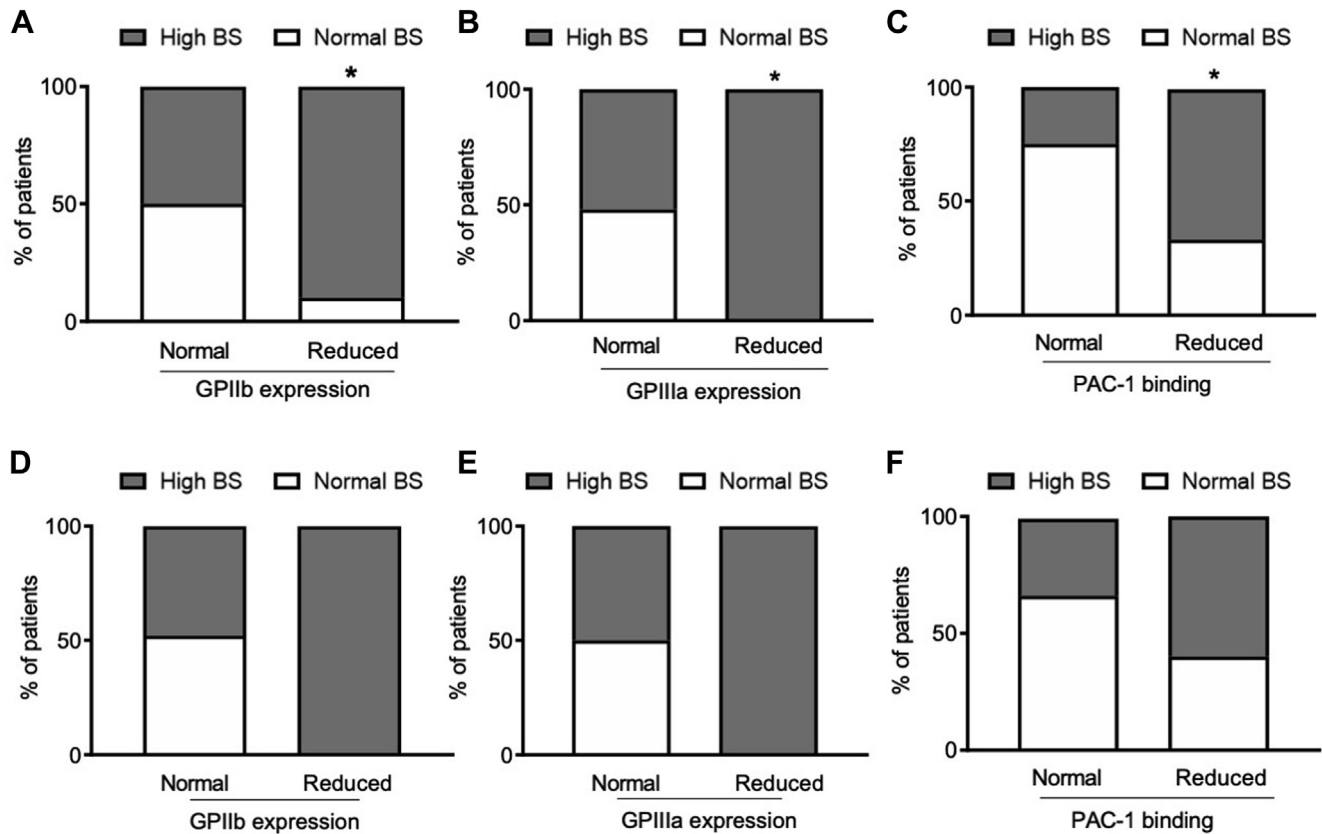 A
High BS Normal BS
*
100
50
0
% of patients
Normal Reduced
GPIIb expression
B
High BS Normal BS
*
100
50
0
% of patients
Normal Reduced
GPIIIa expression
C
High BS Normal BS
*
100
50
0
% of patients
Normal Reduced
PAC-1 binding
D
High BS Normal BS
100
50
0
% of patients
Normal Reduced
GPIIb expression
E
High BS Normal BS
100
50
0
% of patients
Normal Reduced
GPIIIa expression
F
High BS Normal BS
100
50
0
% of patients
Normal Reduced
PAC-1 binding